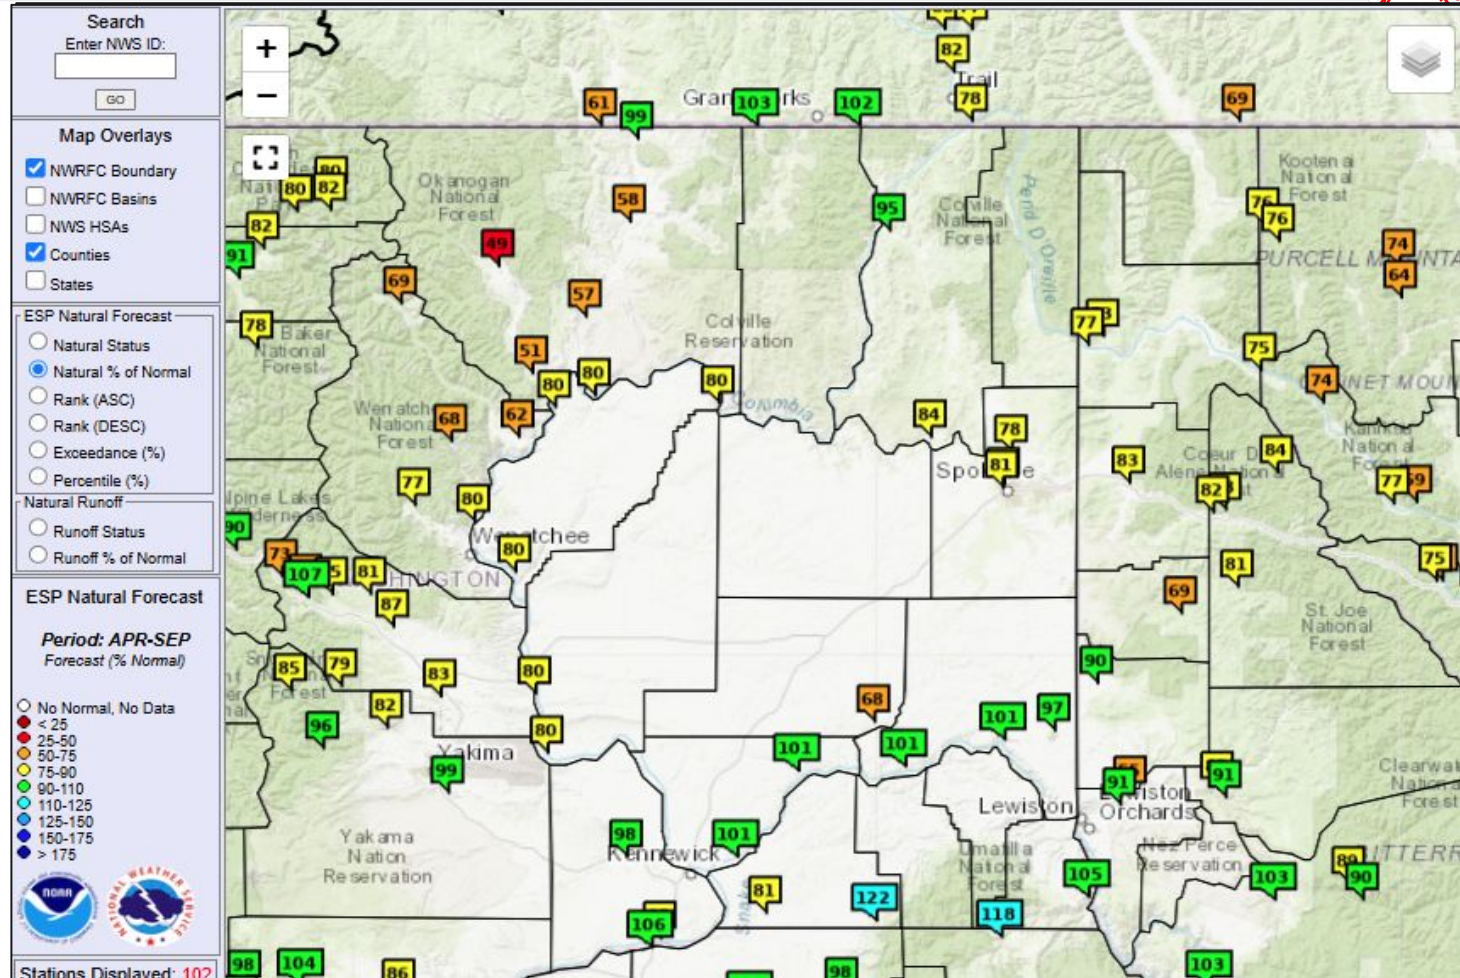 Search
Enter NWS ID:
GO
Map Overlays
NWRFC Boundary
NWRFC Basins
NWS HSAs
Counties
States
ESP Natural Forecast
Natural Status
Natural % of Normal
Rank (ASC)
Rank (DESC)
Exceedance (%)
Percentile (%)
Natural Runoff
Runoff Status
Runoff % of Normal
ESP Natural Forecast
Period: APR-SEP
Forecast (% Normal)
No Normal, No Data
< 25
25-50
50-75
75-90
90-110
110-125
125-150
150-175
> 175
NOAA
NATIONAL WEATHER SERVICE
Stations Displayed: 102
+
−
82
Trail
78
61
99
103
102
69
80
80
82
Okanogan
National
Forest
58
95
Colville
National
Forest
Pend D Oreille
Kootenai
National
Forest
76
76
82
91
49
74
64
69
57
78
Baker
National
Forest
Colville
Reservation
77
75
51
80
80
80
Columbia
74
68
62
Wenatchee
National
Forest
84
78
81
83
84
National
82
77
77
80
90
Wenatchee
80
73
107
81
87
81
75
69
St. Joe
National
Forest
85
79
83
80
90
Forest
82
96
68
101
97
80
Yakima
99
101
101
91
91
Lewiston
Orchards
Lewiston
98
101
Kennewick
Yakama
Nation
Reservation
Umatilla
National
Forest
Nez Perce
Reservation
105
103
89
90
81
Snake
122
118
106
98
104
86
98
103